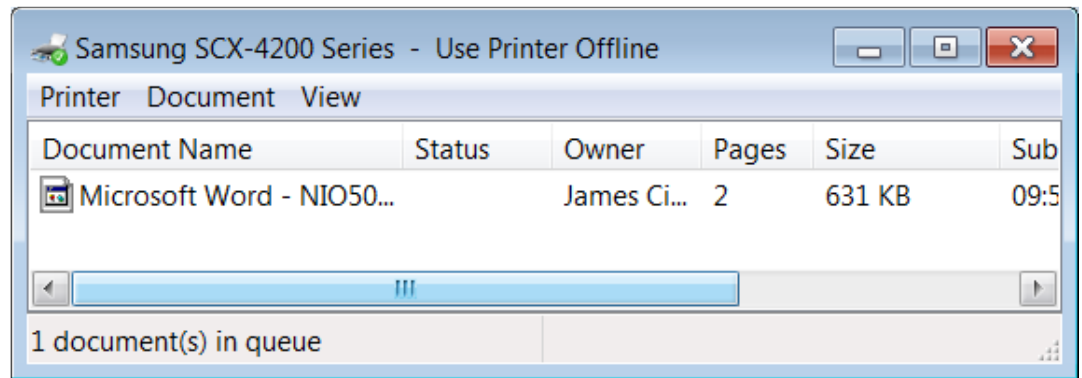 Samsung SCX-4200 Series - Use Printer Offline
Printer Document View
Document Name Status Owner Pages Size Sub
Microsoft Word - NIO50... James Ci... 2 631 KB 09:5
1 document(s) in queue